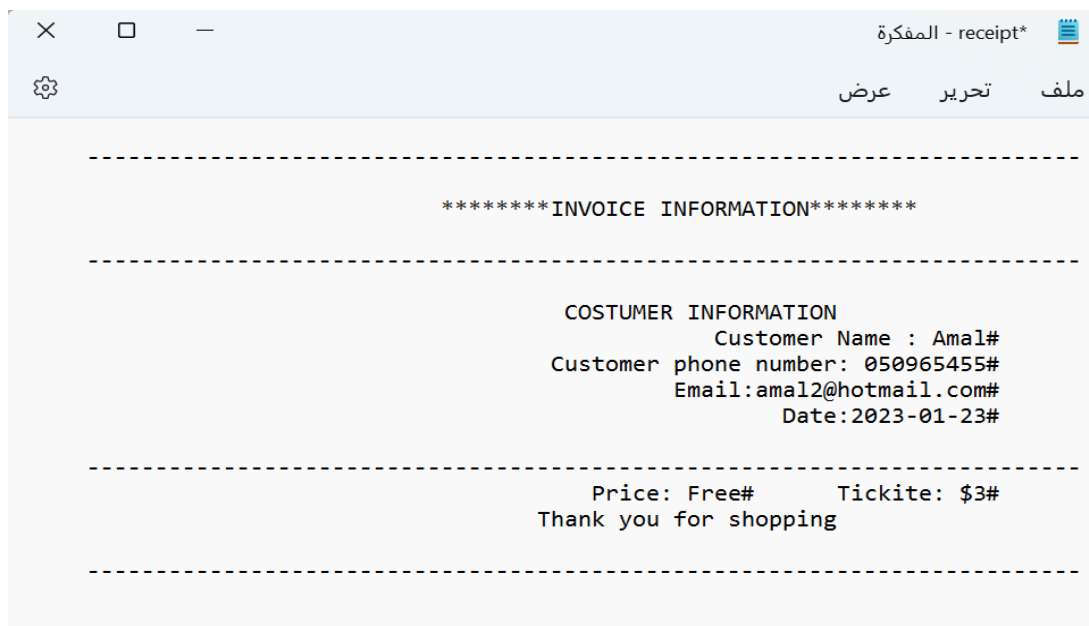 *receipt - المفكرة
ملف تحرير عرض
-------------------------------------------------------------------------
********INVOICE INFORMATION********
-------------------------------------------------------------------------
COSTUMER INFORMATION
Customer Name : Amal#
Customer phone number: 050965455#
Email:amal2@hotmail.com#
Date:2023-01-23#
-------------------------------------------------------------------------
Price: Free# Tickite: $3#
Thank you for shopping
-------------------------------------------------------------------------